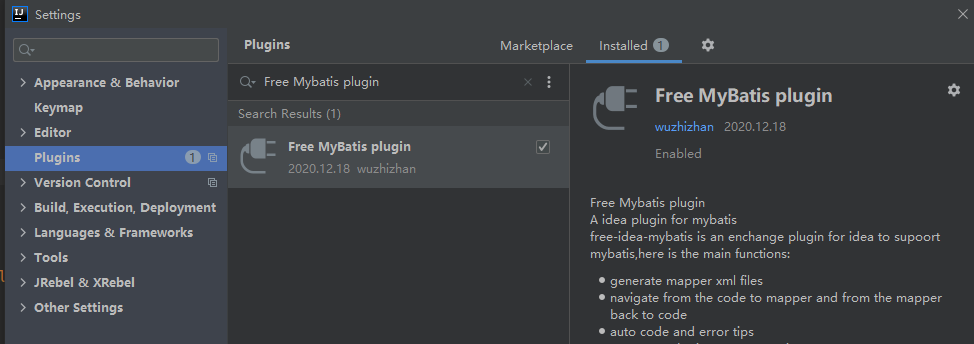 IJ Settings
Plugins Marketplace Installed 1
Appearance & Behavior
Keymap
Editor
Plugins 1
Version Control
Build, Execution, Deployment
Languages & Frameworks
Tools
JRebel & XRebel
Other Settings
Free Mybatis plugin
Search Results (1)
Free MyBatis plugin
2020.12.18 wuzhizhan
Free MyBatis plugin
wuzhizhan 2020.12.18
Enabled
Free Mybatis plugin
A idea plugin for mybatis
free-idea-mybatis is an enchange plugin for idea to supoort
mybatis,here is the main functions:
generate mapper xml files
navigate from the code to mapper and from the mapper
back to code
auto code and error tips